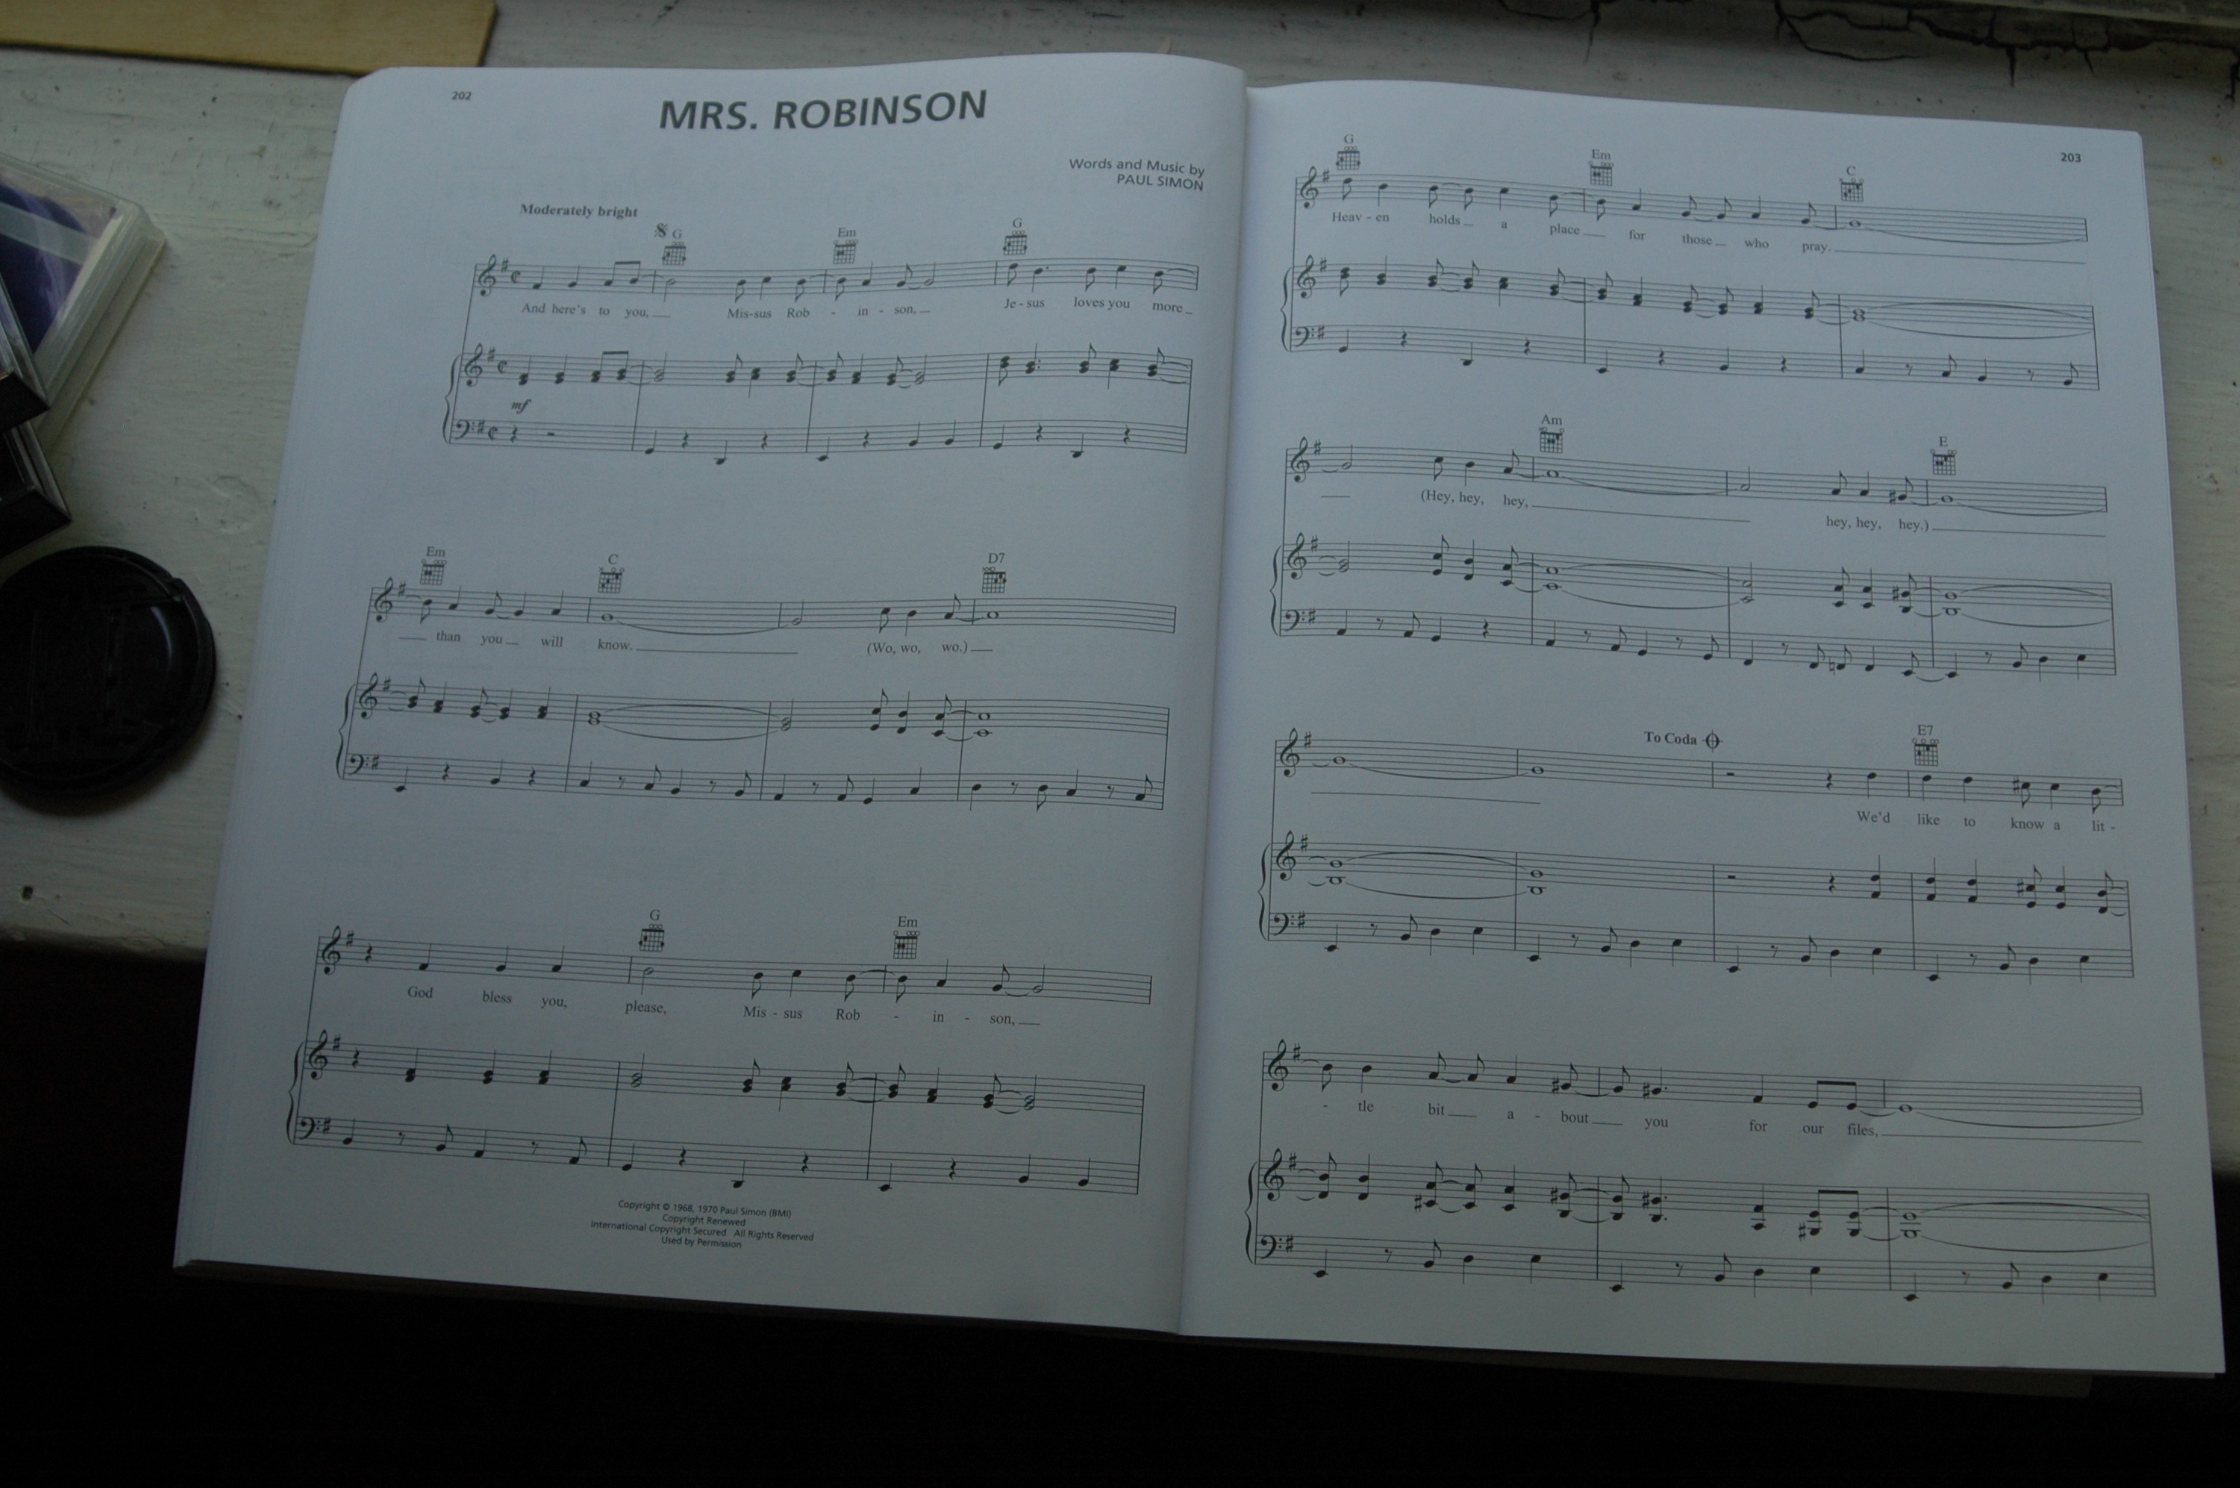 202
MRS. ROBINSON
Words and Music by
PAUL SIMON
Moderately bright
G Em G
And here's to you, Mis-sus Rob - in - son, Je - sus loves you more
mf
Em C D7
than you will know. (Wo, wo, wo.)
G Em
God bless you, please, Mis - sus Rob - in - son,
Copyright © 1968, 1970 Paul Simon (BMI)
Copyright Renewed
International Copyright Secured All Rights Reserved
Used by Permission
203
G Em C
Heav - en holds a place for those who pray.
Am E
(Hey, hey, hey, hey, hey, hey.)
To Coda E7
We'd like to know a lit -
- tle bit a - bout you for our files,